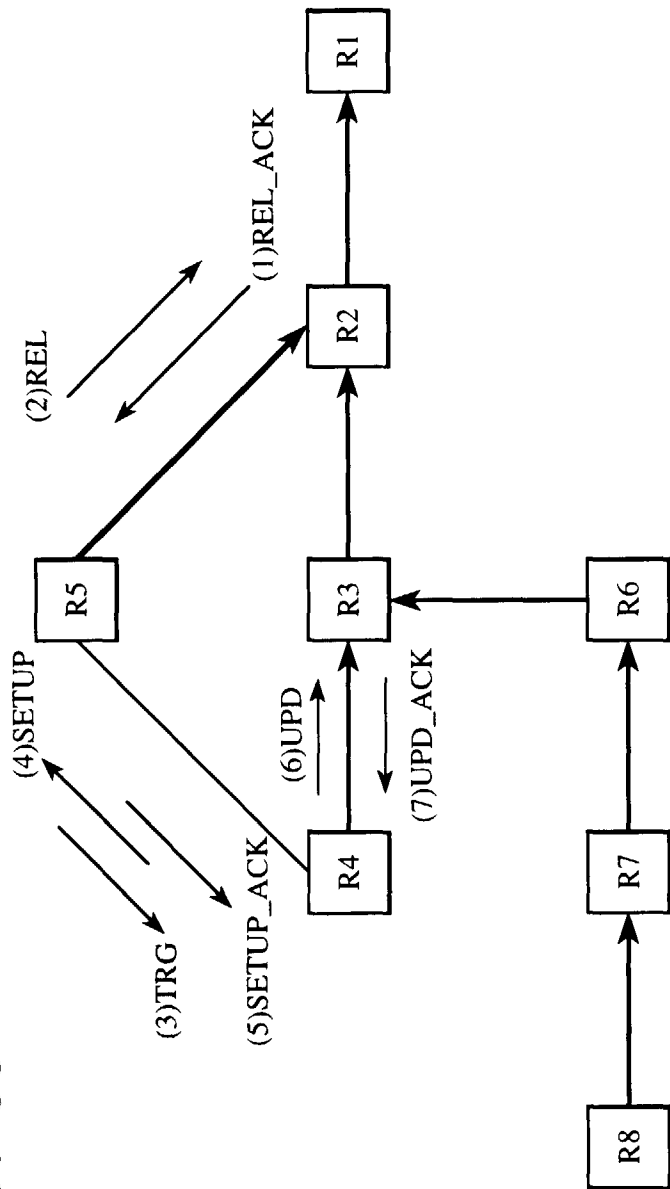 (4)SETUP
(2)REL
R5
(1)REL_ACK
(3)TRG
(5)SETUP_ACK
(6)UPD
R4
R3
R2
R1
(7)UPD_ACK
R8
R7
R6